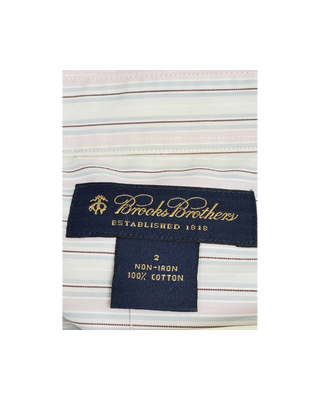 Brooks Brothers
ESTABLISHED 1818
2
NON-IRON
100% COTTON